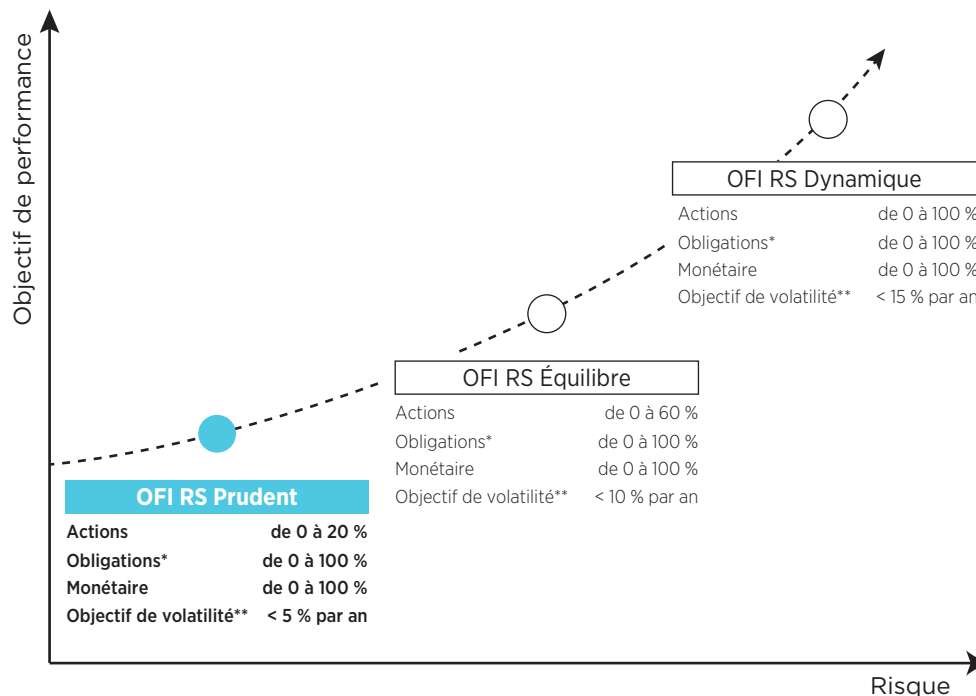 Objectif de performance
OFI RS Dynamique
Actions de 0 à 100 %
Obligations* de 0 à 100 %
Monétaire de 0 à 100 %
Objectif de volatilité** < 15 % par an
OFI RS Équilibre
Actions de 0 à 60 %
Obligations* de 0 à 100 %
Monétaire de 0 à 100 %
Objectif de volatilité** < 10 % par an
OFI RS Prudent
Actions de 0 à 20 %
Obligations* de 0 à 100 %
Monétaire de 0 à 100 %
Objectif de volatilité** < 5 % par an
Risque